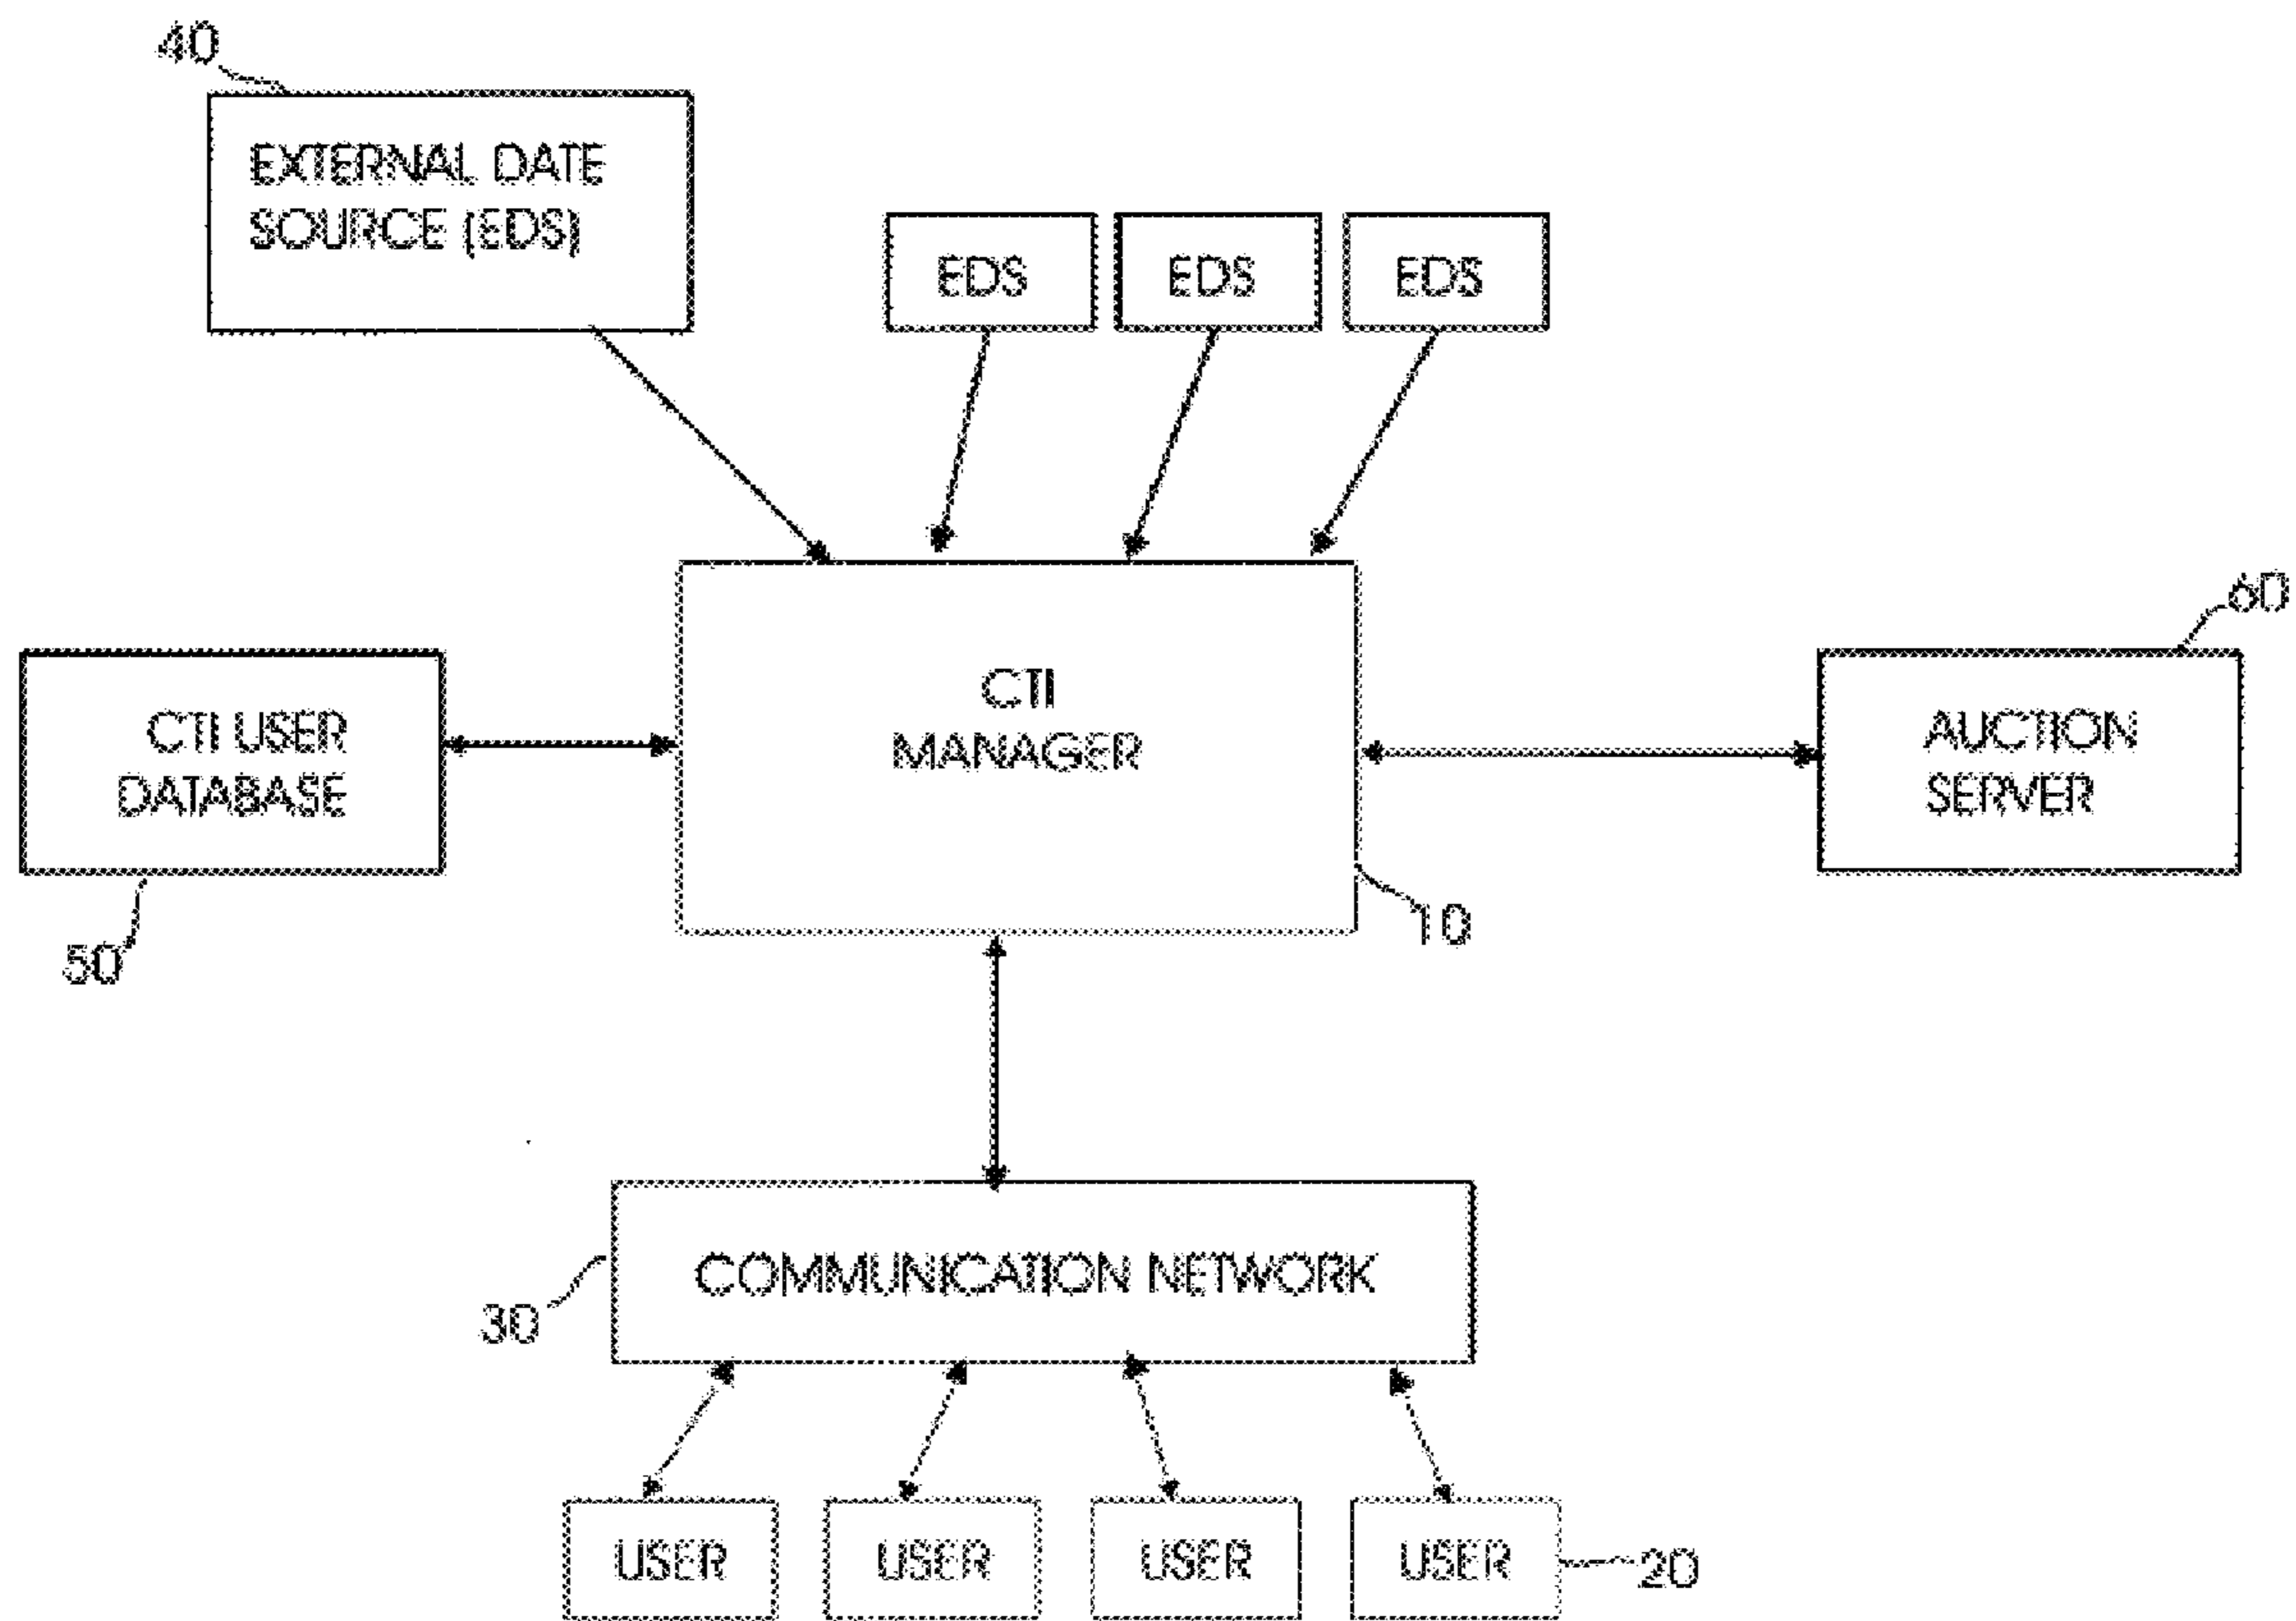 40
EXTERNAL DATE
SOURCE (EDS)
EDS
EDS
EDS
60
CTI USER
DATABASE
CTI
MANAGER
AUCTION
SERVER
50
10
COMMUNICATION NETWORK
30
USER
USER
USER
USER
20